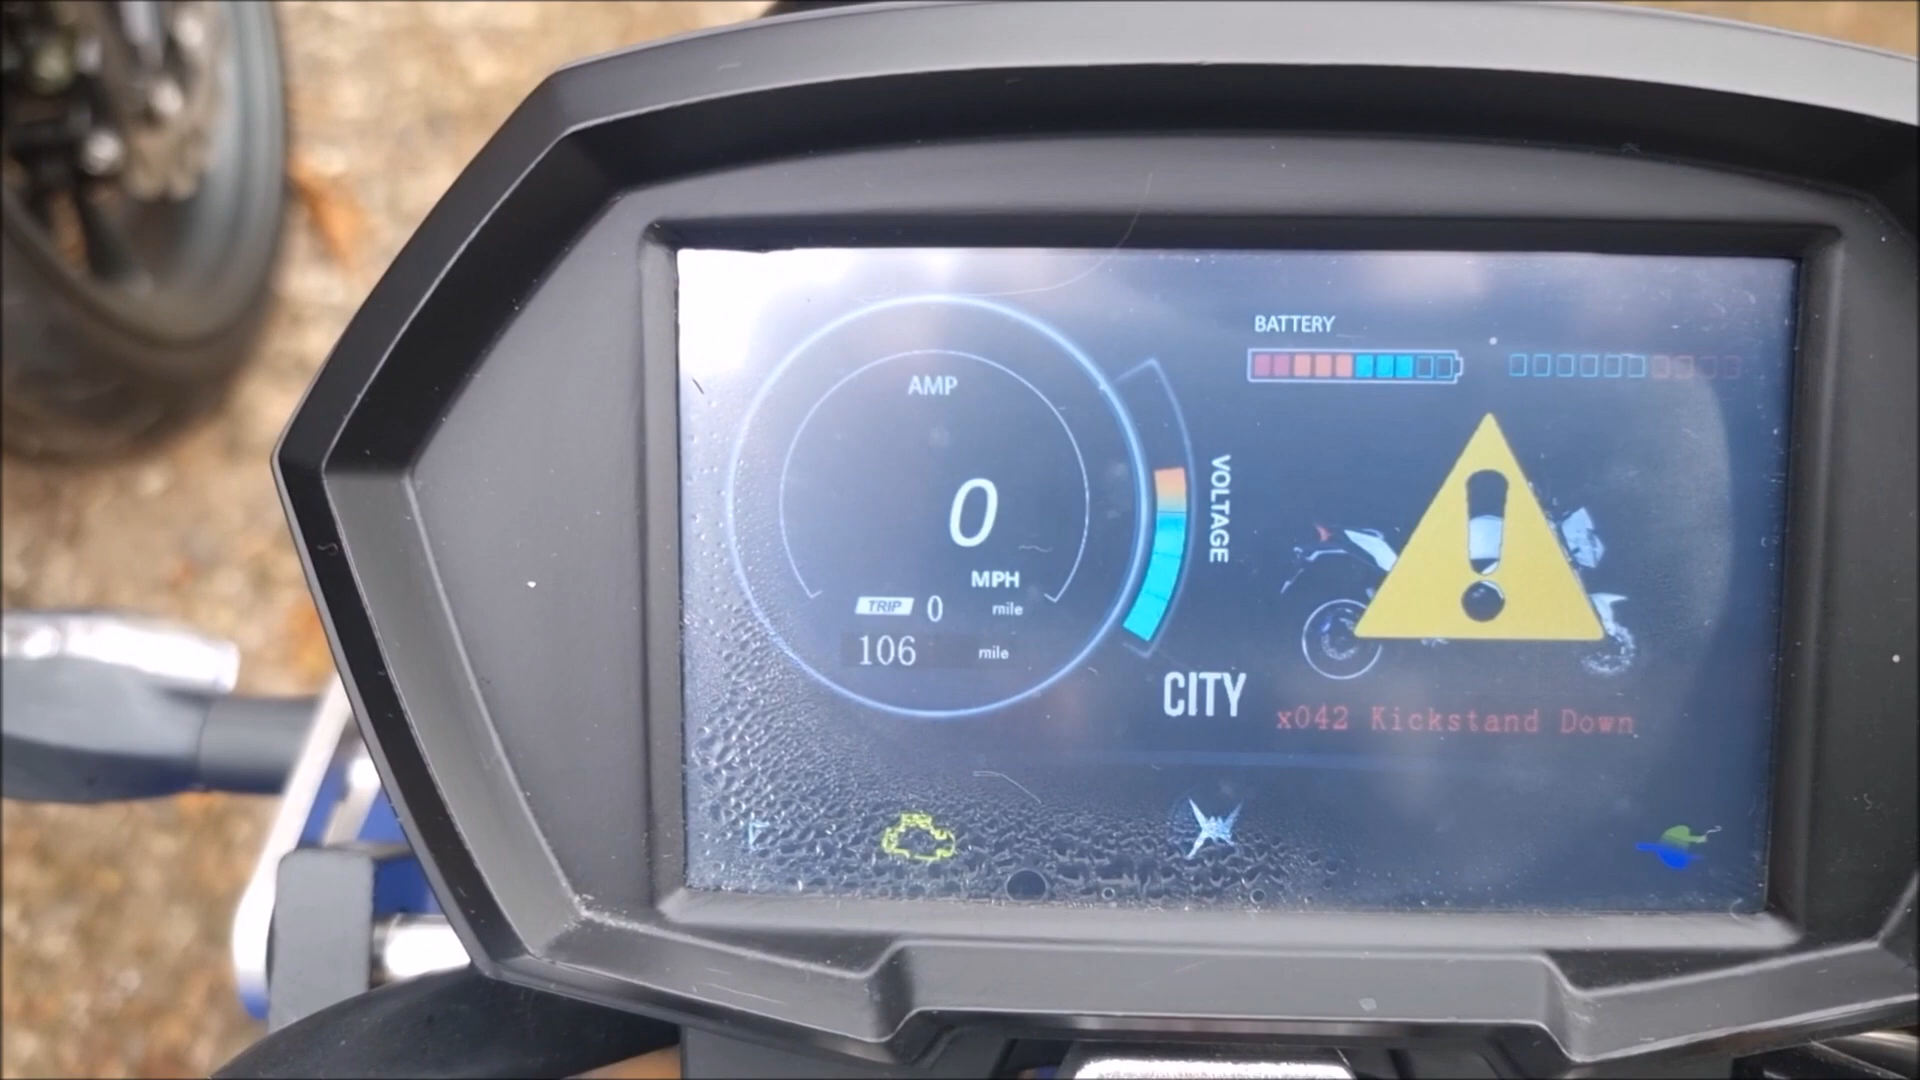 BATTERY
AMP
0
MPH
VOLTAGE
TRIP 0 mile
106 mile
CITY
x042 Kickstand Down